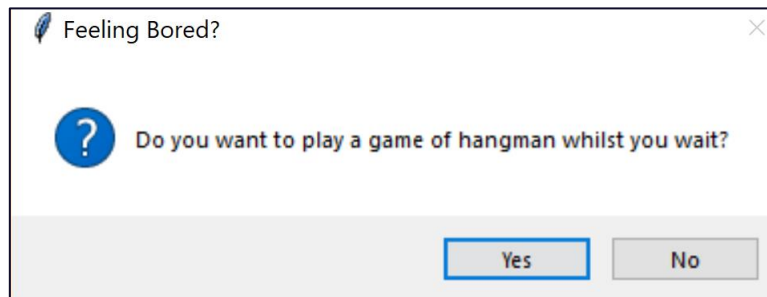 Feeling Bored?
Do you want to play a game of hangman whilst you wait?
Yes No